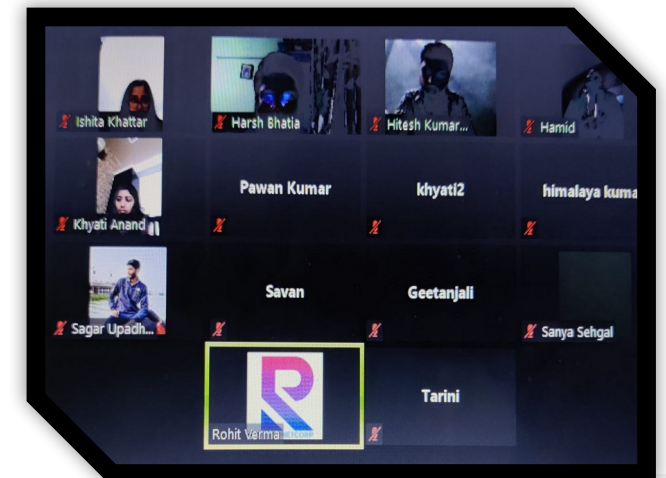 Ishita Khattar
Harsh Bhatia
Hitesh Kumar...
Hamid
Khyati Anand
Pawan Kumar
khyati2
himalaya kuma
Sagar Upadh...
Savan
Geetanjali
Sanya Sehgal
R
Rohit Verma
Tarini